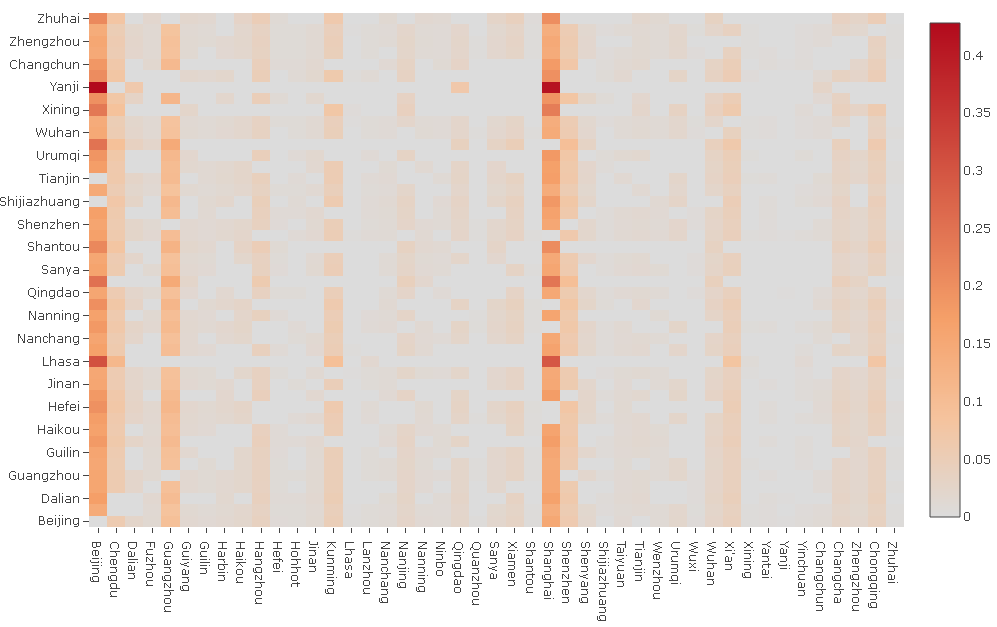 Zhuhai
Zhengzhou
Changchun
Yanji
Xining
Wuhan
Urumqi
Tianjin
Shijiazhuang
Shenzhen
Shantou
Sanya
Qingdao
Nanning
Nanchang
Lhasa
Jinan
Hefei
Haikou
Guilin
Guangzhou
Dalian
Beijing
Beijing
Chengdu
Dalian
Fuzhou
Guangzhou
Guiyang
Guilin
Harbin
Haikou
Hangzhou
Hefei
Hohhot
Jinan
Kunming
Lhasa
Lanzhou
Nanchang
Nanjing
Nanning
Ninbo
Qingdao
Quanzhou
Sanya
Xiamen
Shantou
Shanghai
Shenzhen
Shenyang
Shijiazhuang
Taiyuan
Tianjin
Wenzhou
Urumqi
Wuxi
Wuhan
Xi'an
Xining
Yantai
Yanji
Yinchuan
Changchun
Changsha
Zhengzhou
Chongqing
Zhuhai
0.4
0.35
0.3
0.25
0.2
0.15
0.1
0.05
0